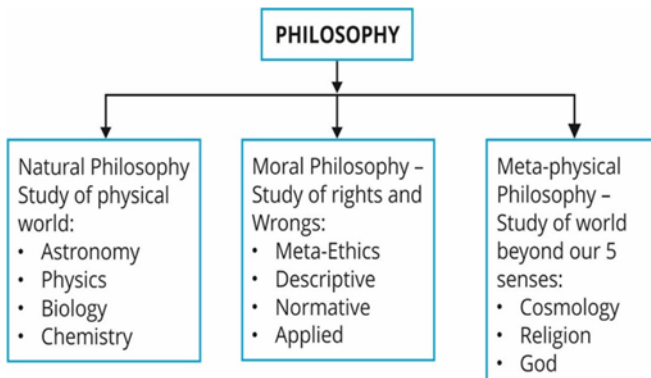 PHILOSOPHY
Natural Philosophy
Study of physical
world:
• Astronomy
• Physics
• Biology
• Chemistry
Moral Philosophy –
Study of rights and
Wrongs:
• Meta-Ethics
• Descriptive
• Normative
• Applied
Meta-physical
Philosophy –
Study of world
beyond our 5
senses:
• Cosmology
• Religion
• God